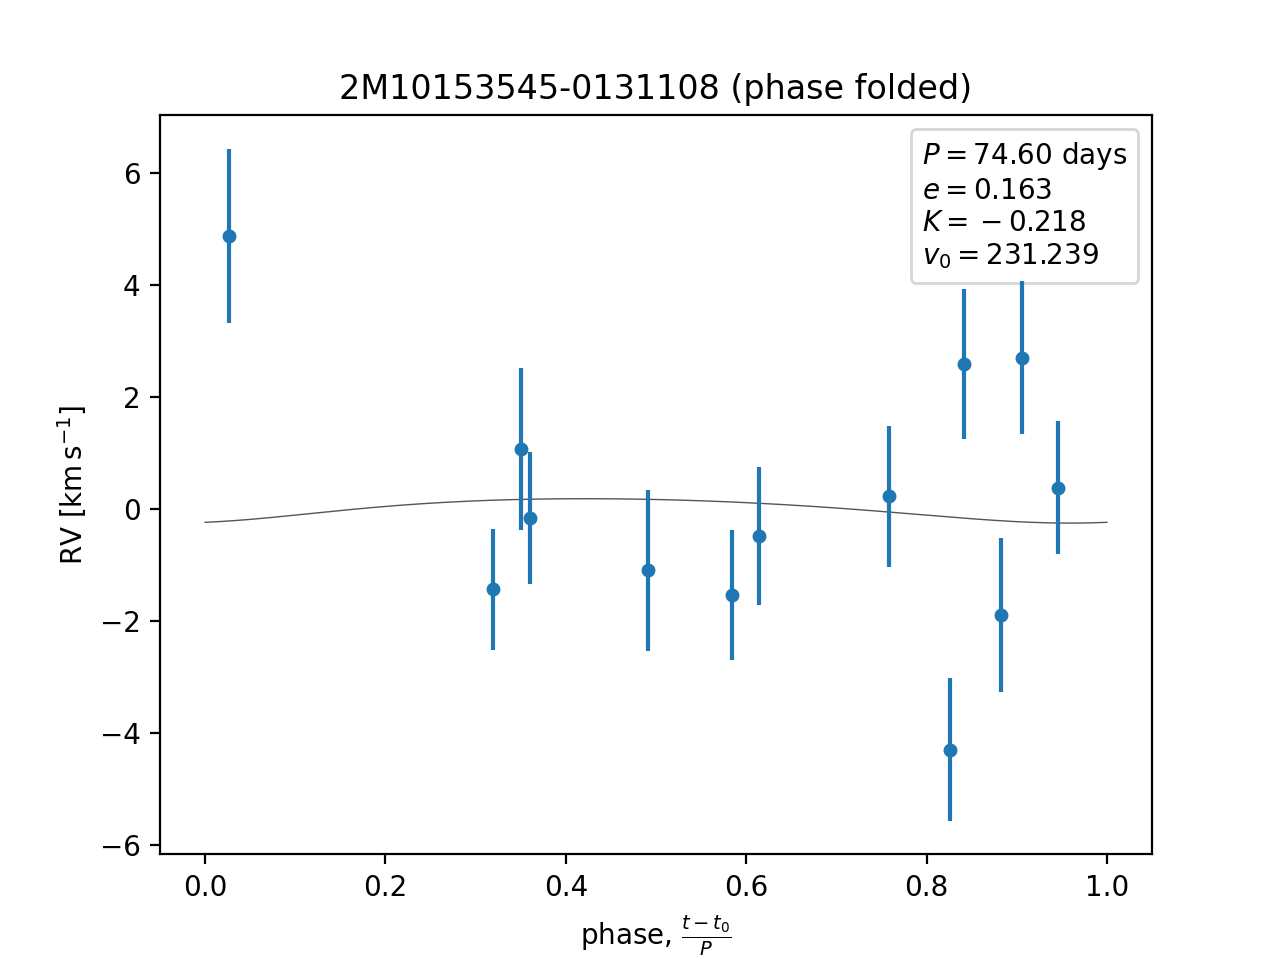 2M10153545-0131108 (phase folded)
P = 74.60 days
e = 0.163
K = −0.218
v₀ = 231.239
RV [km s⁻¹]
6
4
2
0
−2
−4
−6
0.0 0.2 0.4 0.6 0.8 1.0
phase, (t − t₀)/P